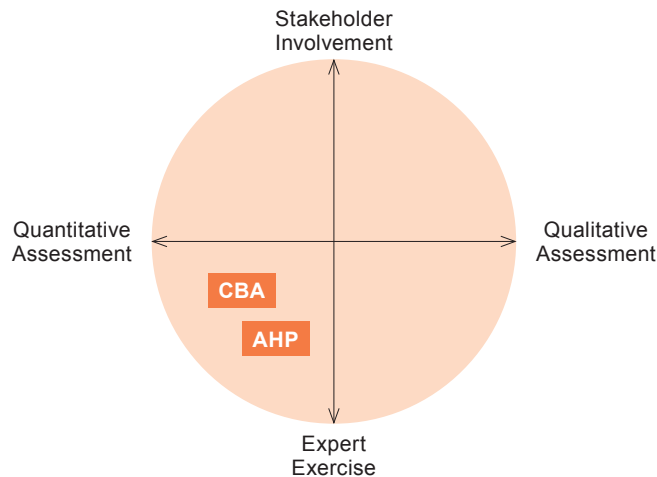 Stakeholder
Involvement
Quantitative
Assessment
Qualitative
Assessment
CBA
AHP
Expert
Exercise